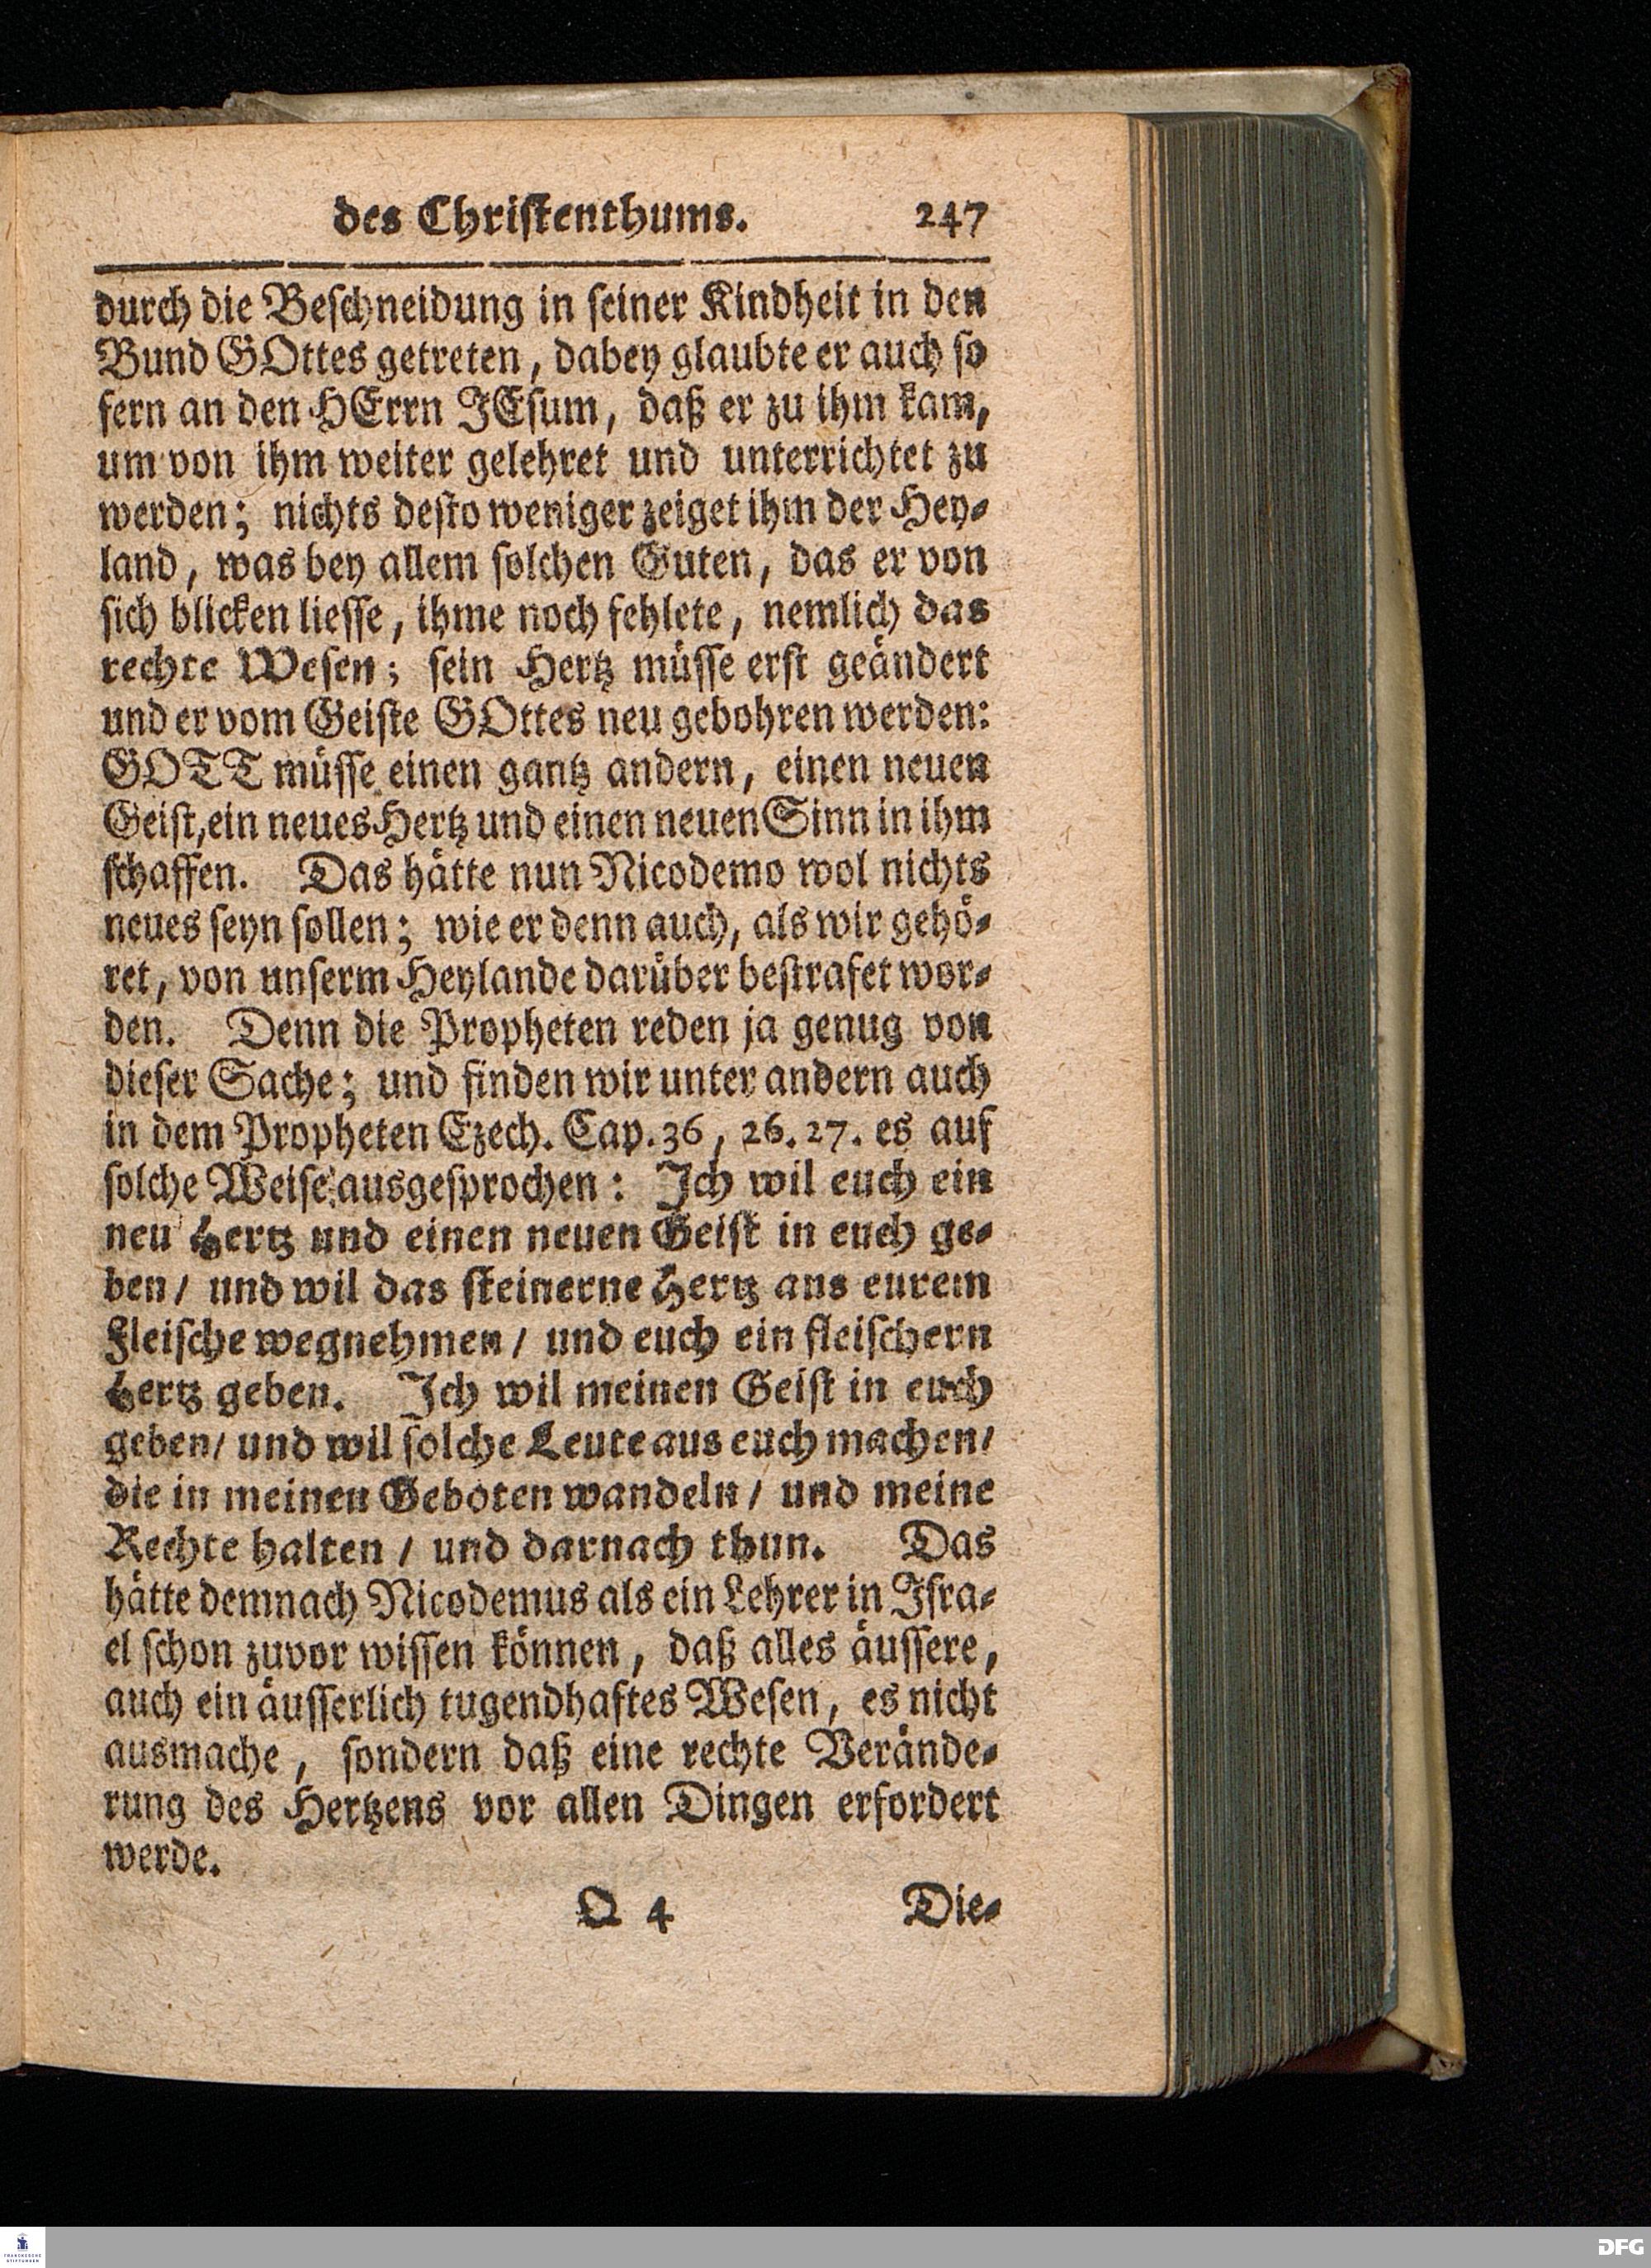 des Christenthums. 247
durch die Beschneidung in seiner Kindheit in den
Bund GOttes getreten, dabey glaubte er auch so
fern an den HErrn JEsum, daß er zu ihm kam,
um von ihm weiter gelehret und unterrichtet zu
werden; nichts desto weniger zeiget ihm der Hey-
land, was bey allem solchen Guten, das er von
sich blicken liesse, ihme noch fehlete, nemlich das
rechte Wesen; sein Hertz müsse erst geändert
und er vom Geiste GOttes neu gebohren werden:
GOTT müsse einen gantz andern, einen neuen
Geist, ein neues Hertz und einen neuen Sinn in ihm
schaffen. Das hätte nun Nicodemo wol nichts
neues seyn sollen; wie er denn auch, als wir gehö-
ret, von unserm Heylande darüber bestrafet wor-
den. Denn die Propheten reden ja genug von
dieser Sache; und finden wir unter andern auch
in dem Propheten Ezech. Cap. 36, 26. 27. es auf
solche Weise ausgesprochen: Ich wil euch ein
neu Hertz und einen neuen Geist in euch ge-
ben/ und wil das steinerne Hertz aus eurem
Fleische wegnehmen/ und euch ein fleischern
Hertz geben. Ich wil meinen Geist in euch
geben/ und wil solche Leute aus euch machen/
die in meinen Geboten wandeln/ und meine
Rechte halten/ und darnach thun. Das
hätte demnach Nicodemus als ein Lehrer in Isra-
el schon zuvor wissen können, daß alles äussere,
auch ein äusserlich tugendhaftes Wesen, es nicht
ausmache, sondern daß eine rechte Verände-
rung des Hertzens vor allen Dingen erfordert
werde.
Q 4 Die-
FRANCKESCHE
STIFTUNGEN
DFG